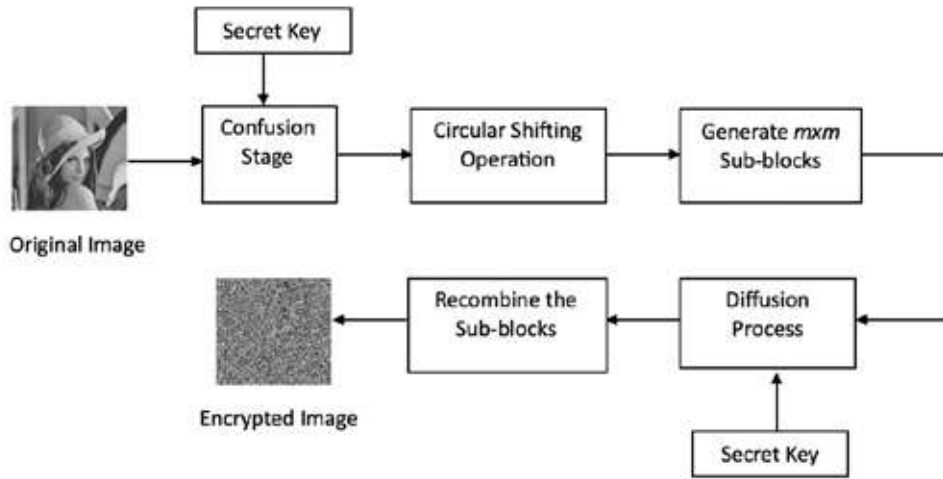 Secret Key
Confusion
Stage
Circular Shifting
Operation
Generate mxm
Sub-blocks
Original Image
Recombine the
Sub-blocks
Diffusion
Process
Encrypted Image
Secret Key